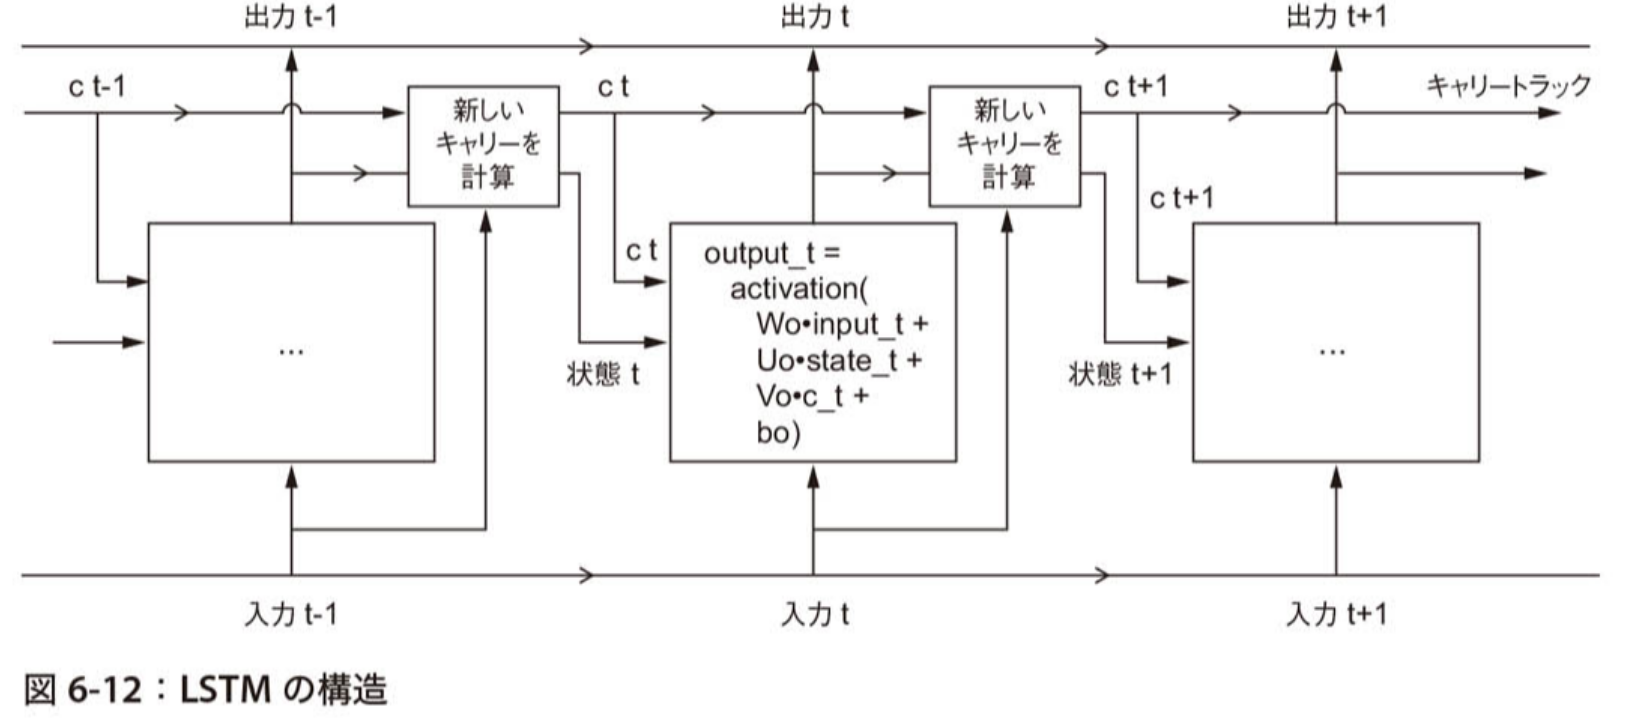 出力 t-1
出力 t
出力 t+1
c t-1
c t
c t+1
キャリートラック
新しい
キャリーを
計算
新しい
キャリーを
計算
c t+1
c t
...
output_t =
activation(
Wo•input_t +
Uo•state_t +
Vo•c_t +
bo)
...
状態 t
状態 t+1
入力 t-1
入力 t
入力 t+1
図 6-12：LSTM の構造